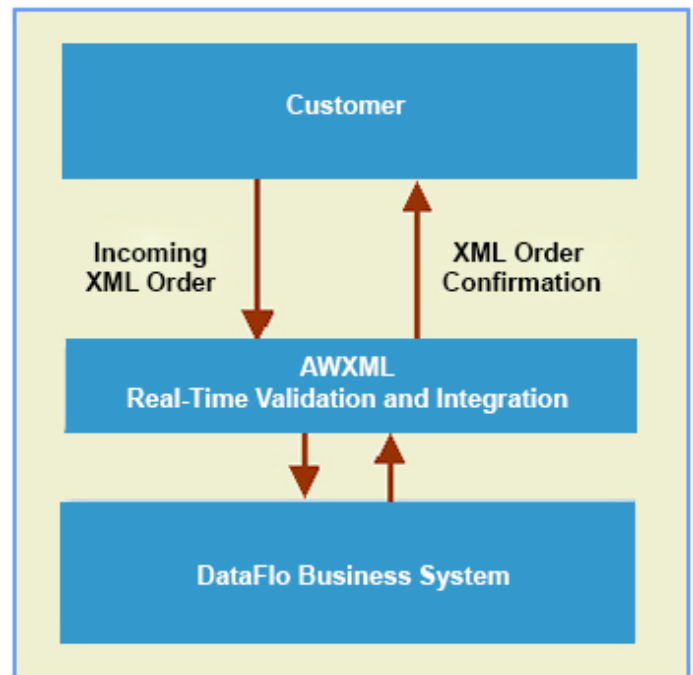 Customer
Incoming
XML Order
XML Order
Confirmation
AWXML
Real-Time Validation and Integration
DataFlo Business System